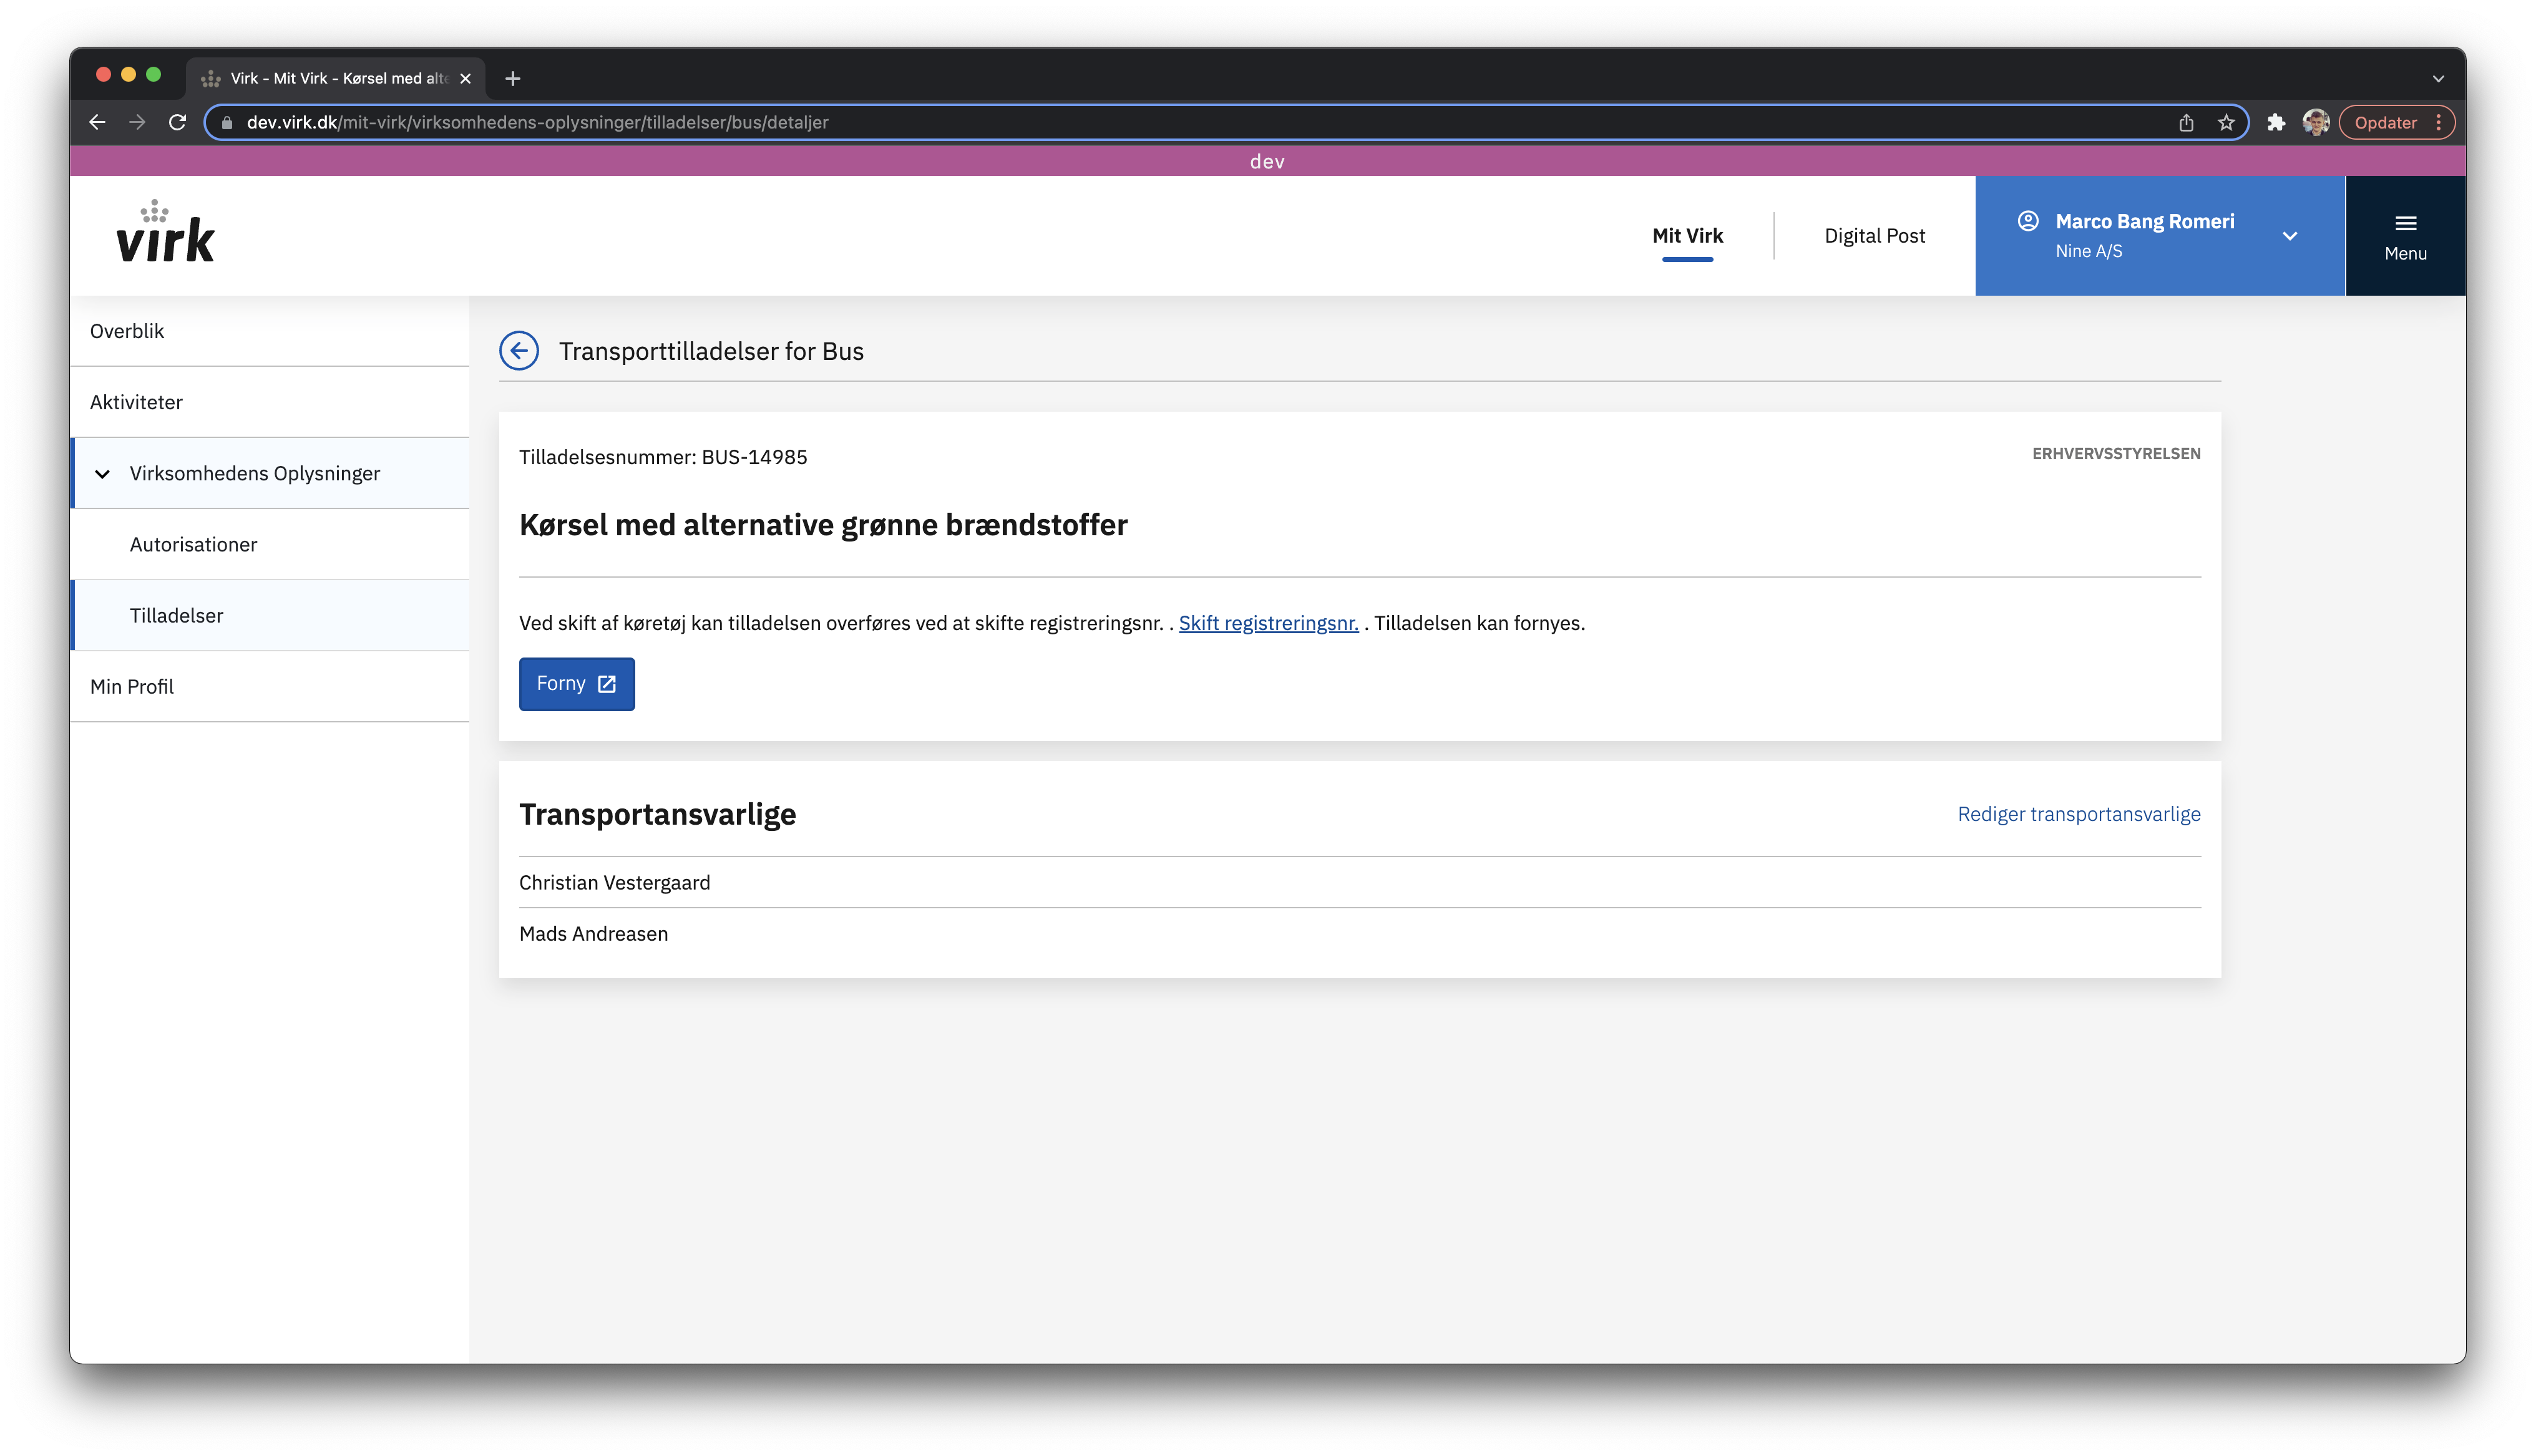 Virk - Mit Virk - Kørsel med alte
dev.virk.dk/mit-virk/virksomhedens-oplysninger/tilladelser/bus/detaljer
Opdater
dev
virk
Mit Virk
Digital Post
Marco Bang Romeri
Nine A/S
Menu
Overblik
Aktiviteter
Virksomhedens Oplysninger
Autorisationer
Tilladelser
Min Profil
Transporttilladelser for Bus
Tilladelsesnummer: BUS-14985
ERHVERVSSTYRELSEN
Kørsel med alternative grønne brændstoffer
Ved skift af køretøj kan tilladelsen overføres ved at skifte registreringsnr. . Skift registreringsnr. . Tilladelsen kan fornyes.
Forny
Transportansvarlige
Rediger transportansvarlige
Christian Vestergaard
Mads Andreasen